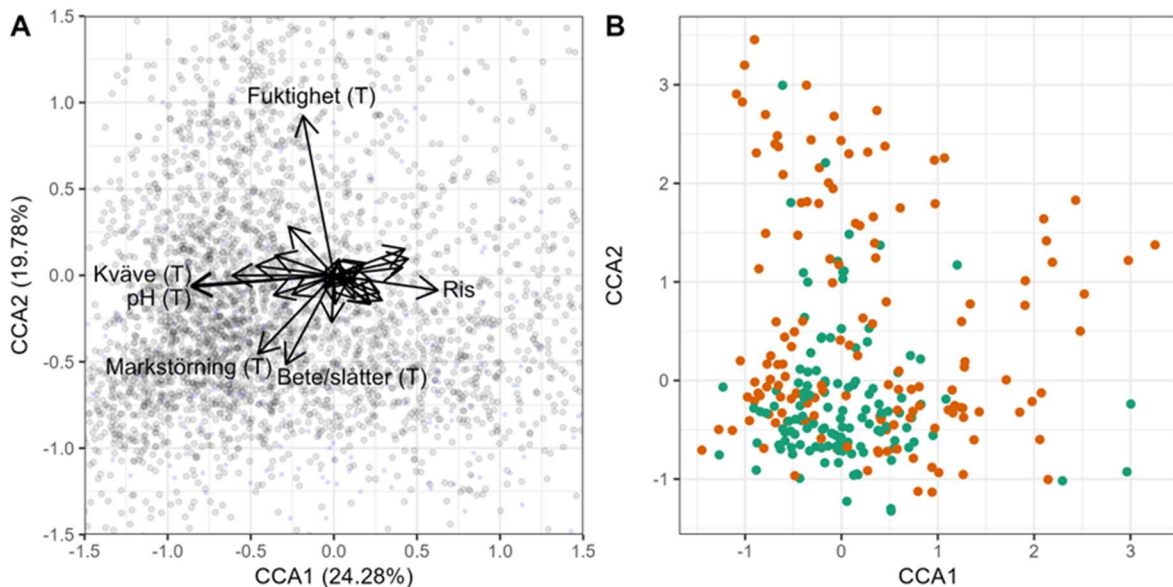 A
1.5
1.0
0.5
0.0
-0.5
-1.0
-1.5
CCA2 (19.78%)
Fuktighet (T)
Kväve (T)
pH (T)
Ris
Markstörning (T)
Bete/slåtter (T)
-1.5 -1.0 -0.5 0.0 0.5 1.0 1.5
CCA1 (24.28%)
B
3
2
1
0
-1
CCA2
-1 0 1 2 3
CCA1